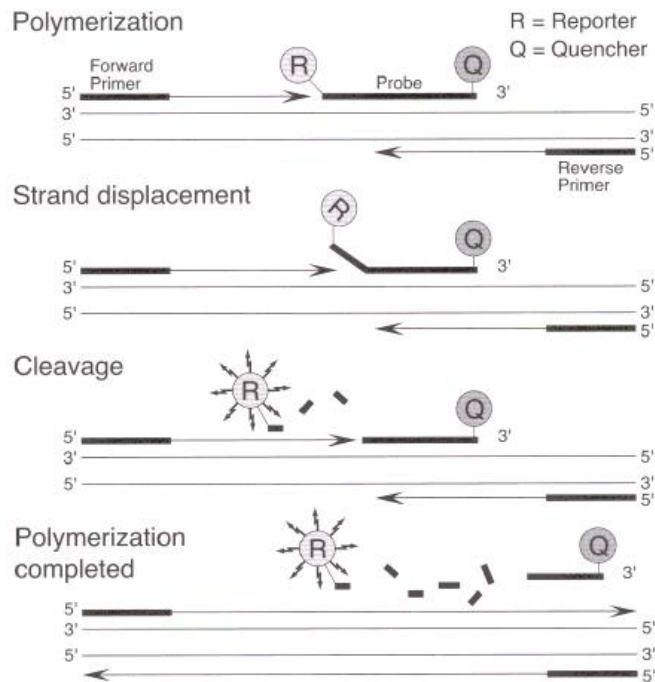 Polymerization
R = Reporter
Q = Quencher
Forward
Primer
R
Probe
Q
5'
3'
3'
5'
5'
3'
5'
Reverse
Primer
Strand displacement
R
Q
5'
3'
3'
5'
5'
3'
5'
Cleavage
R
Q
5'
3'
3'
5'
5'
3'
5'
Polymerization
completed
R
Q
3'
5'
3'
5'
5'
3'
5'